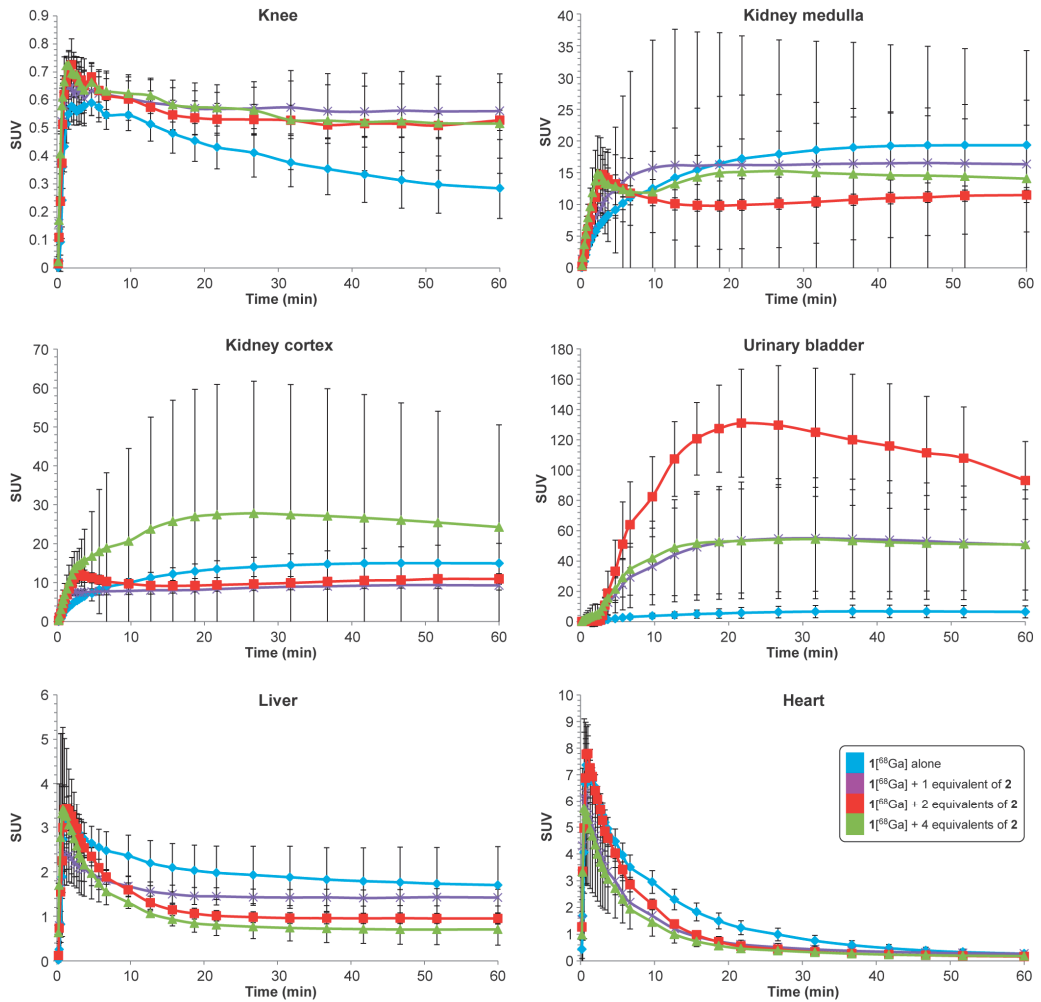 Knee
0.9
0.8
0.7
0.6
0.5
0.4
0.3
0.2
0.1
0
SUV
0 10 20 30 40 50 60
Time (min)
Kidney medulla
40
35
30
25
20
15
10
5
0
SUV
0 10 20 30 40 50 60
Time (min)
Kidney cortex
70
60
50
40
30
20
10
0
SUV
0 10 20 30 40 50 60
Time (min)
Urinary bladder
180
160
140
120
100
80
60
40
20
0
SUV
0 10 20 30 40 50 60
Time (min)
Liver
6
5
4
3
2
1
0
SUV
0 10 20 30 40 50 60
Time (min)
Heart
10
9
8
7
6
5
4
3
2
1
0
SUV
0 10 20 30 40 50 60
Time (min)
1[⁶⁸Ga] alone
1[⁶⁸Ga] + 1 equivalent of 2
1[⁶⁸Ga] + 2 equivalents of 2
1[⁶⁸Ga] + 4 equivalents of 2